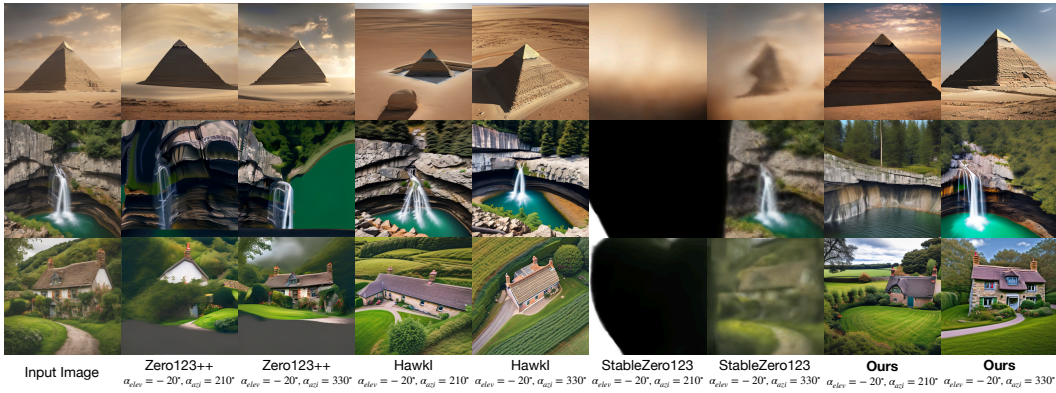 Input Image
Zero123++
α_elev = − 20°, α_azi = 210°
Zero123++
α_elev = − 20°, α_azi = 330°
HawkI
α_elev = − 20°, α_azi = 210°
HawkI
α_elev = − 20°, α_azi = 330°
StableZero123
α_elev = − 20°, α_azi = 210°
StableZero123
α_elev = − 20°, α_azi = 330°
Ours
α_elev = − 20°, α_azi = 210°
Ours
α_elev = − 20°, α_azi = 330°